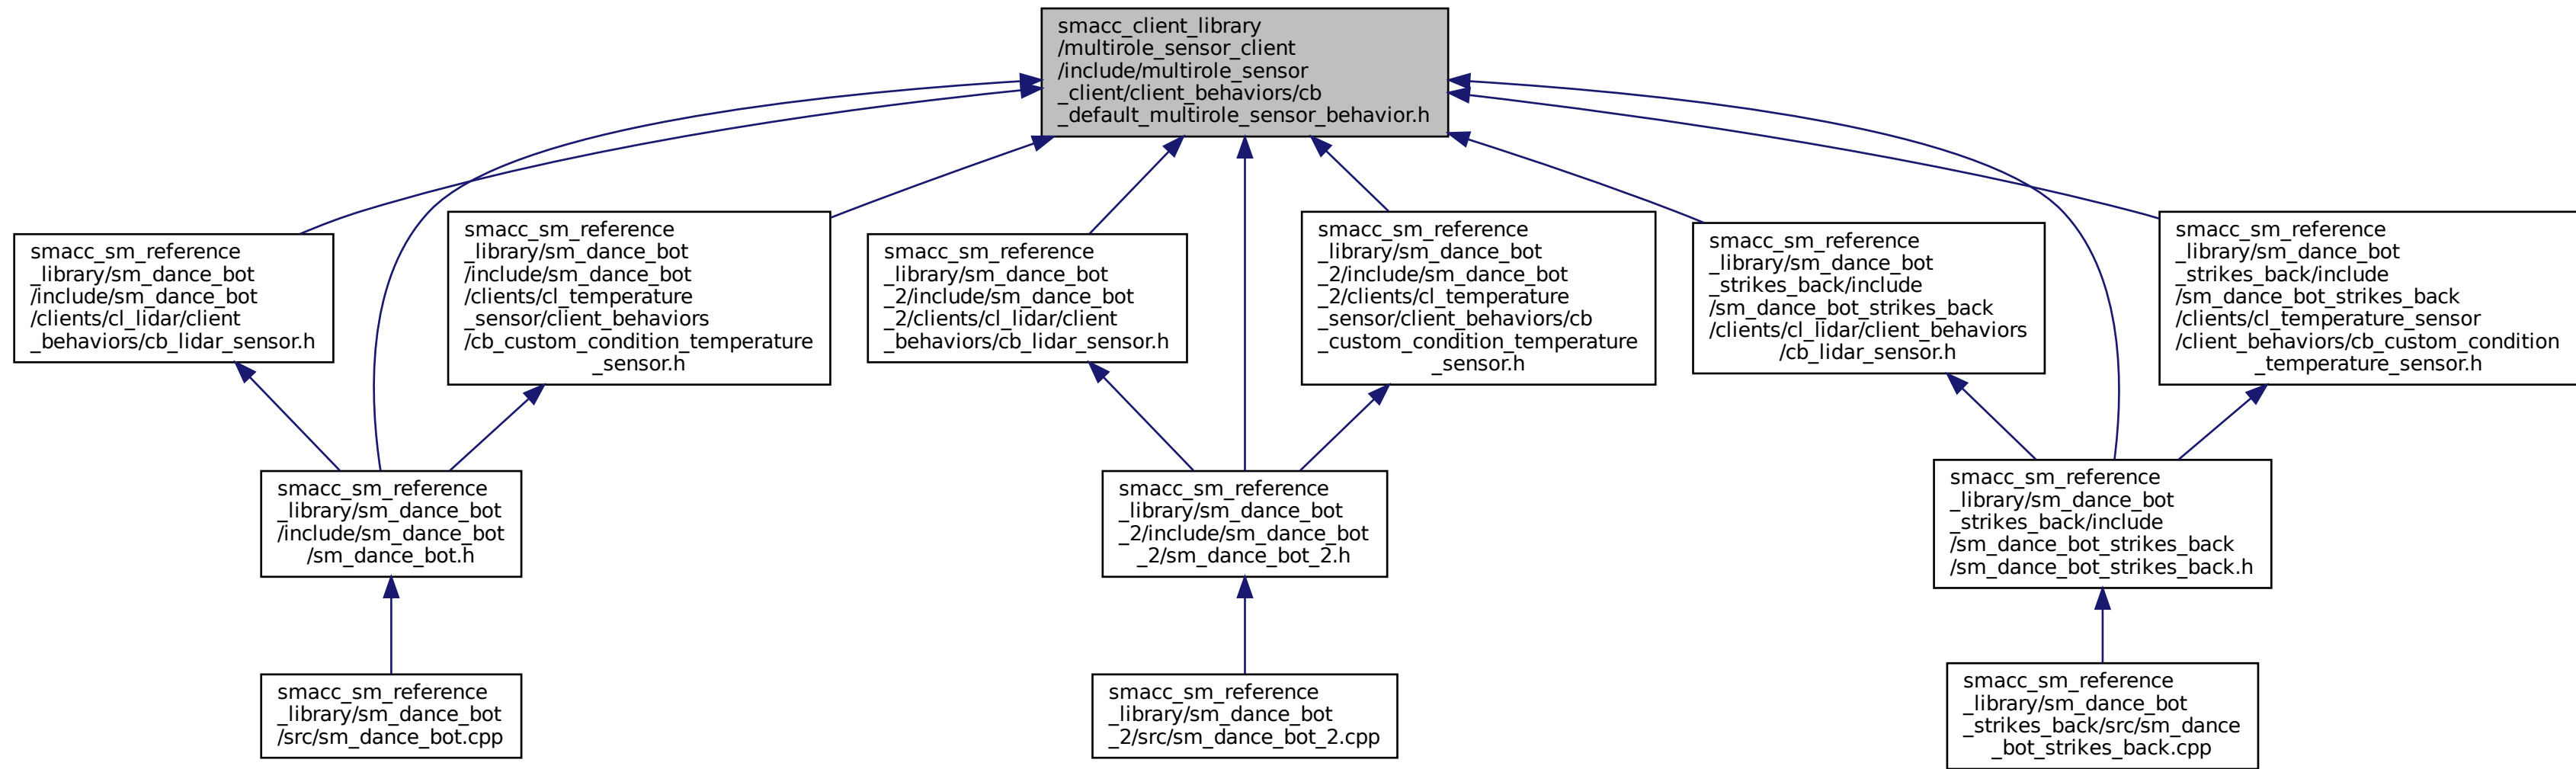 smacc_client_library
/multirole_sensor_client
/include/multirole_sensor
_client/client_behaviors/cb
_default_multirole_sensor_behavior.h
smacc_sm_reference
_library/sm_dance_bot
/include/sm_dance_bot
/clients/cl_lidar/client
_behaviors/cb_lidar_sensor.h
smacc_sm_reference
_library/sm_dance_bot
/include/sm_dance_bot
/clients/cl_temperature
_sensor/client_behaviors
/cb_custom_condition_temperature
_sensor.h
smacc_sm_reference
_library/sm_dance_bot
_2/include/sm_dance_bot
_2/clients/cl_lidar/client
_behaviors/cb_lidar_sensor.h
smacc_sm_reference
_library/sm_dance_bot
_2/include/sm_dance_bot
_2/clients/cl_temperature
_sensor/client_behaviors/cb
_custom_condition_temperature
_sensor.h
smacc_sm_reference
_library/sm_dance_bot
_strikes_back/include
/sm_dance_bot_strikes_back
/clients/cl_lidar/client_behaviors
/cb_lidar_sensor.h
smacc_sm_reference
_library/sm_dance_bot
_strikes_back/include
/sm_dance_bot_strikes_back
/clients/cl_temperature_sensor
/client_behaviors/cb_custom_condition
_temperature_sensor.h
smacc_sm_reference
_library/sm_dance_bot
/include/sm_dance_bot
/sm_dance_bot.h
smacc_sm_reference
_library/sm_dance_bot
_2/include/sm_dance_bot
_2/sm_dance_bot_2.h
smacc_sm_reference
_library/sm_dance_bot
_strikes_back/include
/sm_dance_bot_strikes_back
/sm_dance_bot_strikes_back.h
smacc_sm_reference
_library/sm_dance_bot
/src/sm_dance_bot.cpp
smacc_sm_reference
_library/sm_dance_bot
_2/src/sm_dance_bot_2.cpp
smacc_sm_reference
_library/sm_dance_bot
_strikes_back/src/sm_dance
_bot_strikes_back.cpp